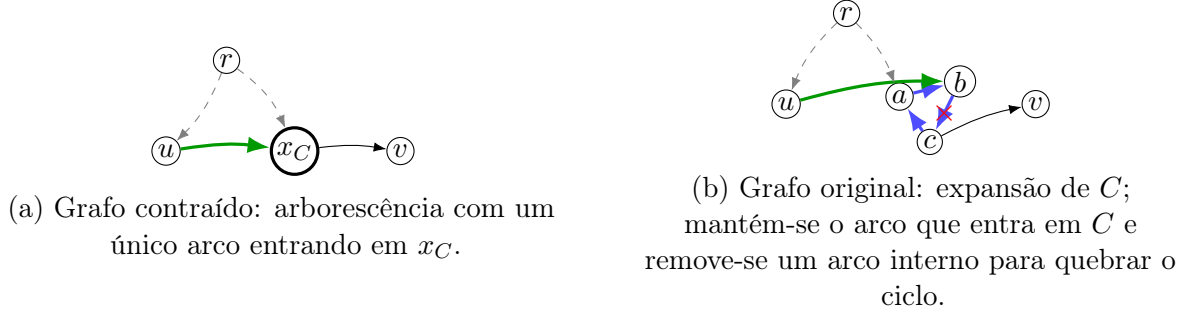 r
u
x_C
v
(a) Grafo contraído: arborescência com um
único arco entrando em x_C.
r
u
a
b
c
v
(b) Grafo original: expansão de C;
mantém-se o arco que entra em C e
remove-se um arco interno para quebrar o
ciclo.